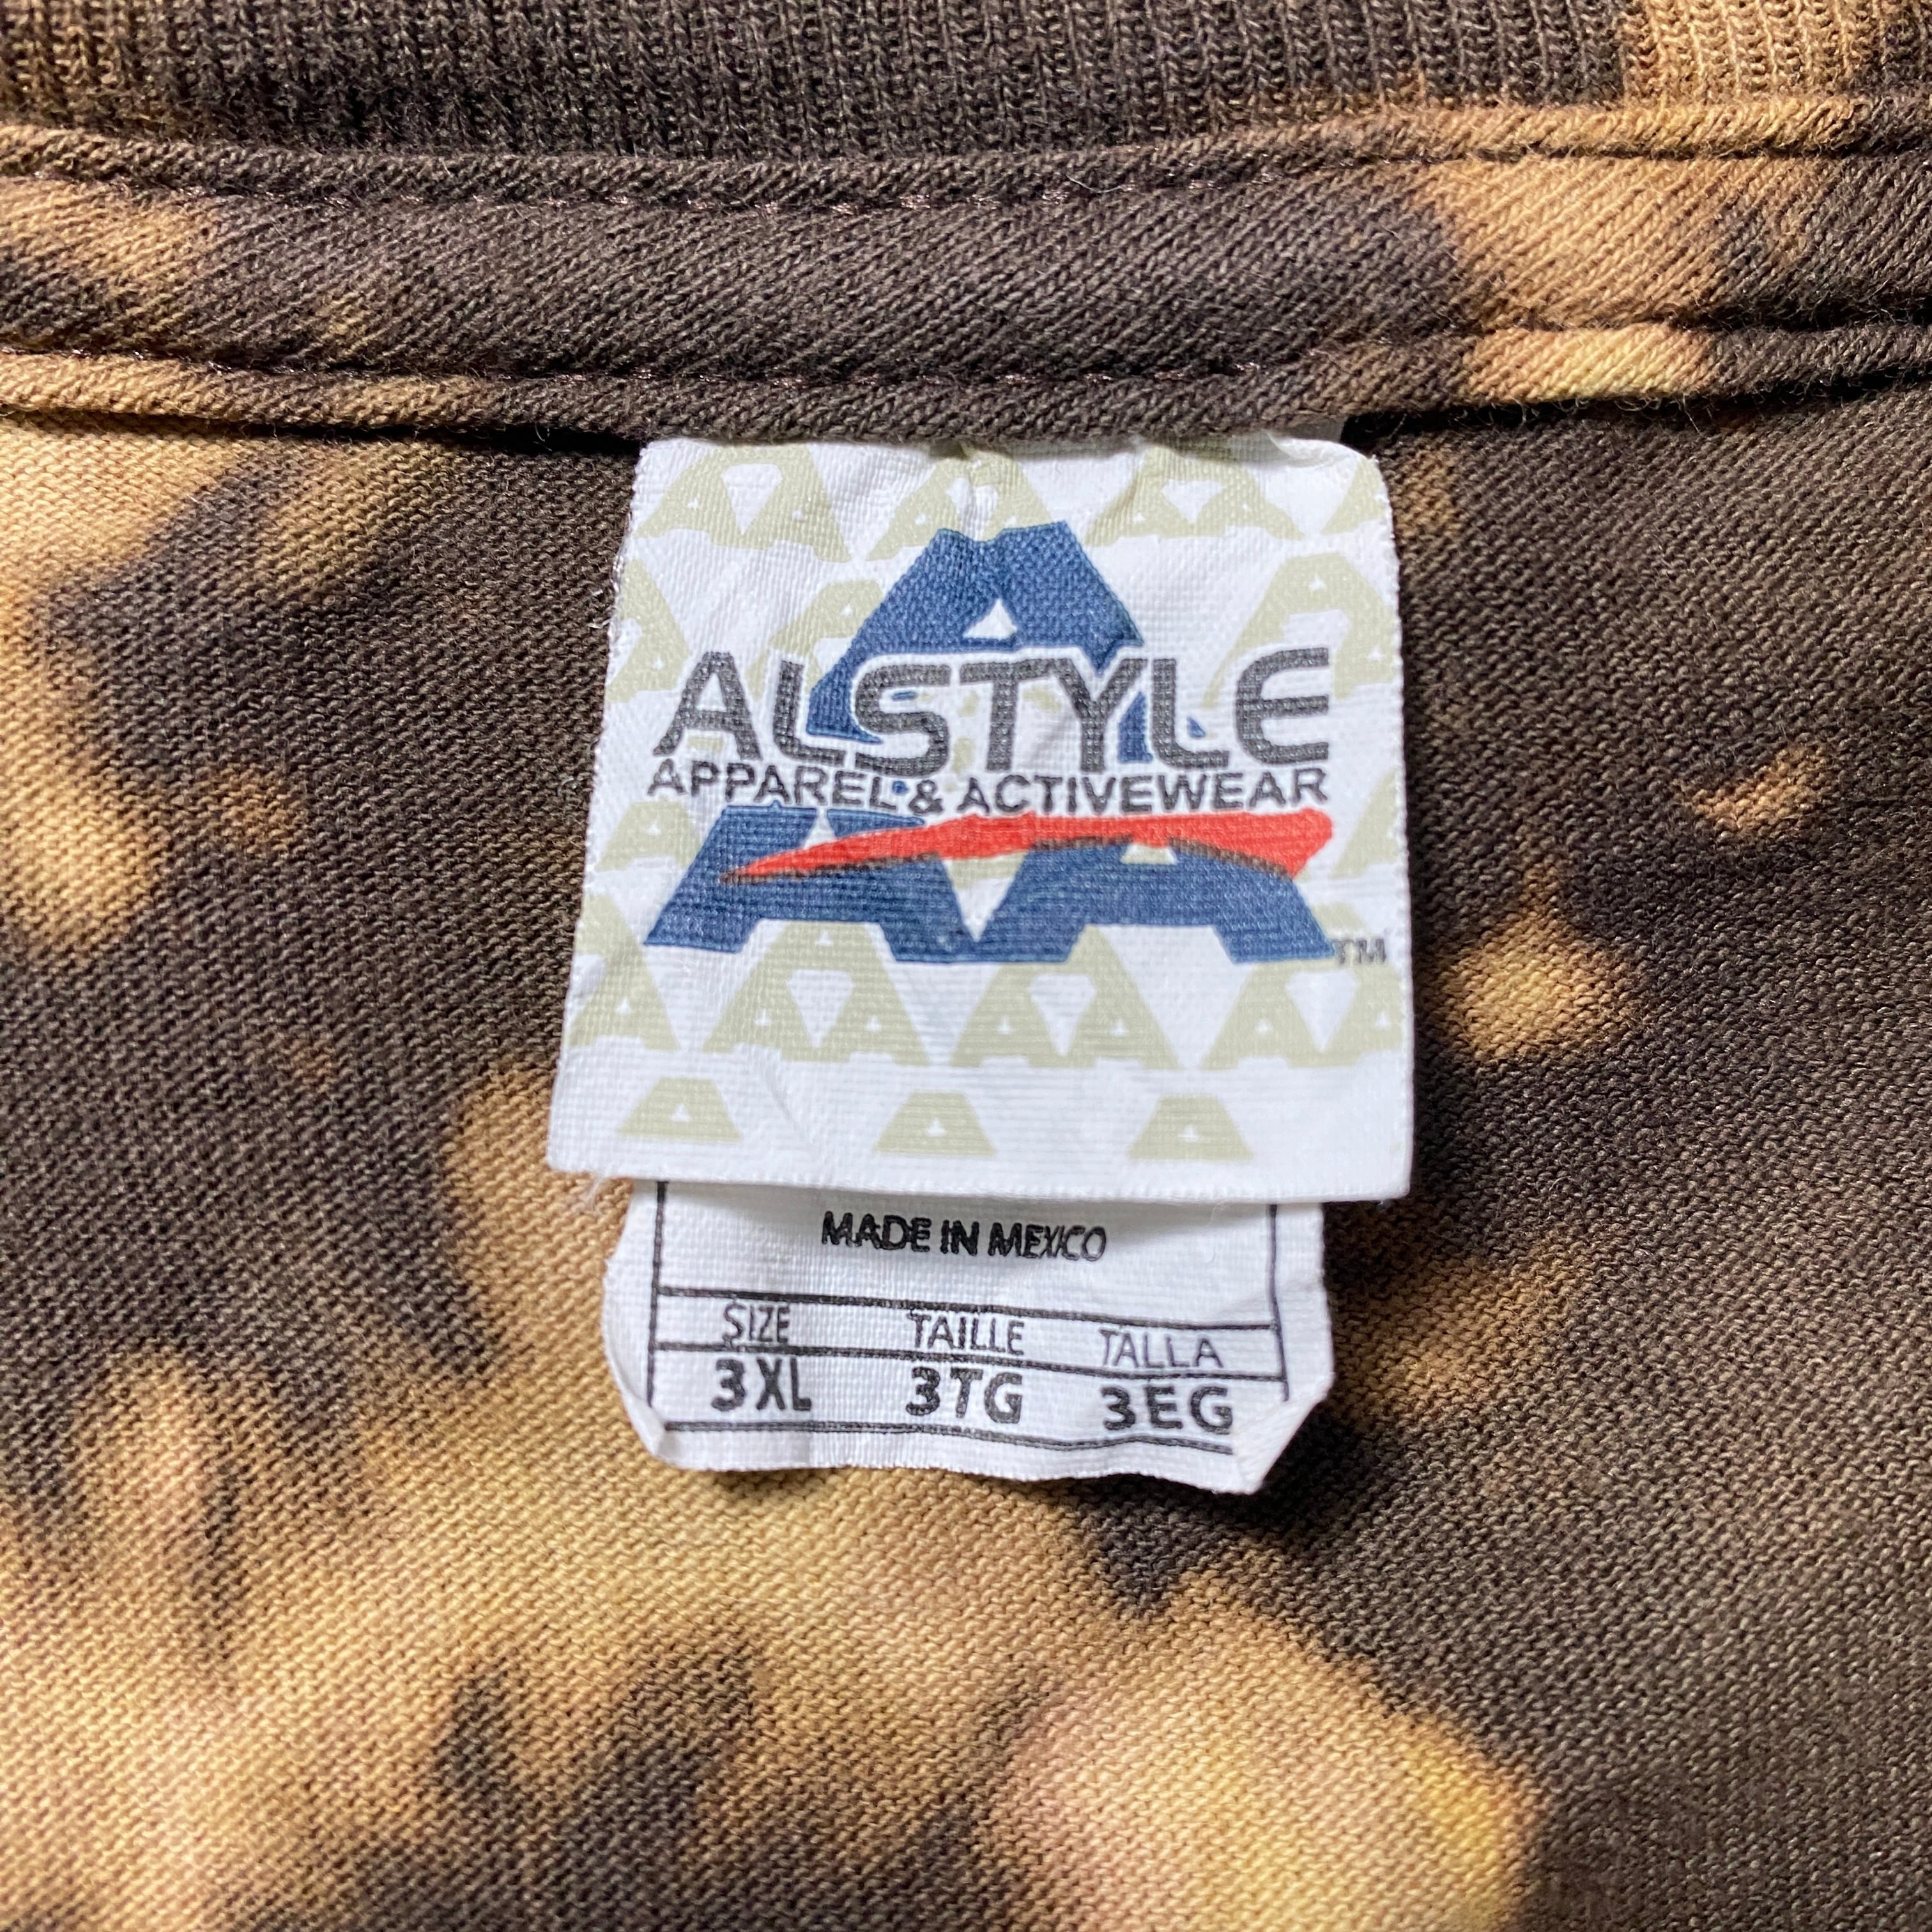 ALSTYLE
APPAREL & ACTIVEWEAR
TM
MADE IN MEXICO
SIZE TAILLE TALLA
3XL 3TG 3EG